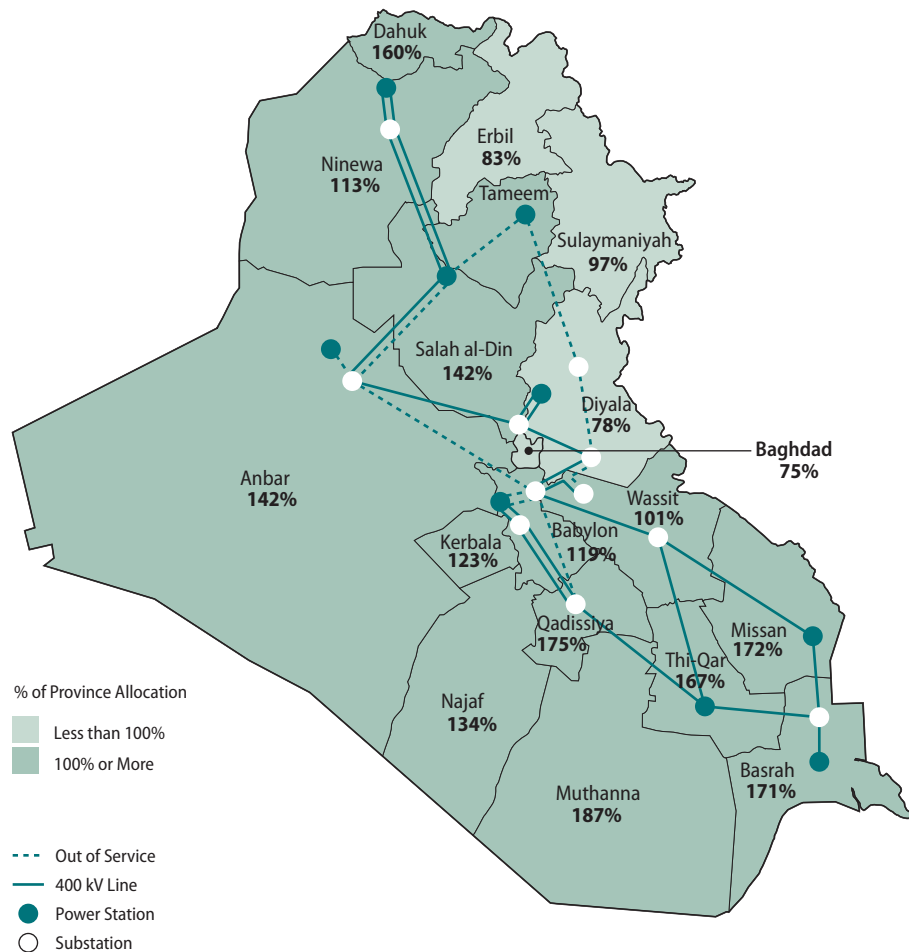 Dahuk
160%
Erbil
83%
Ninewa
113%
Tameem
Sulaymaniyah
97%
Salah al-Din
142%
Diyala
78%
Baghdad
75%
Anbar
142%
Wassit
101%
Babylon
119%
Kerbala
123%
Qadissiya
175%
Missan
172%
Thi-Qar
167%
Najaf
134%
Basrah
171%
Muthanna
187%
% of Province Allocation
Less than 100%
100% or More
Out of Service
400 kV Line
Power Station
Substation